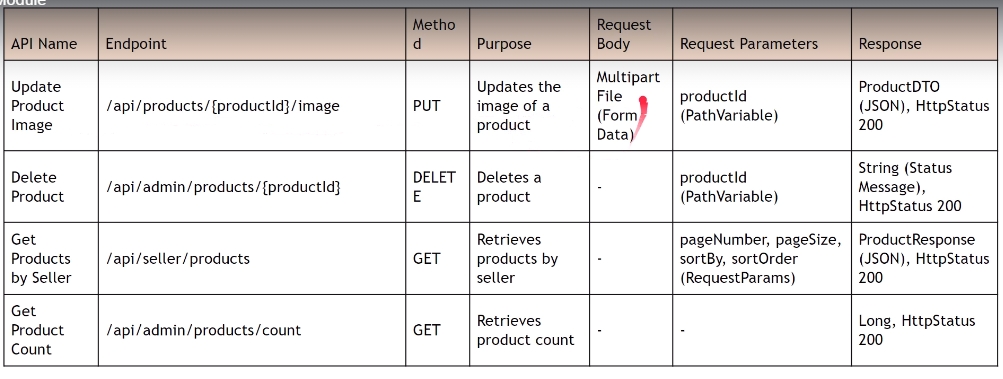 Module
API Name Endpoint Metho
d Purpose Request
Body Request Parameters Response
Update
Product
Image /api/products/{productId}/image PUT Updates the
image of a
product Multipart
File
(Form
Data) productId
(PathVariable) ProductDTO
(JSON), HttpStatus
200
Delete
Product /api/admin/products/{productId} DELET
E Deletes a
product - productId
(PathVariable) String (Status
Message),
HttpStatus 200
Get
Products
by Seller /api/seller/products GET Retrieves
products by
seller - pageNumber, pageSize,
sortBy, sortOrder
(RequestParams) ProductResponse
(JSON), HttpStatus
200
Get
Product
Count /api/admin/products/count GET Retrieves
product count - - Long, HttpStatus
200